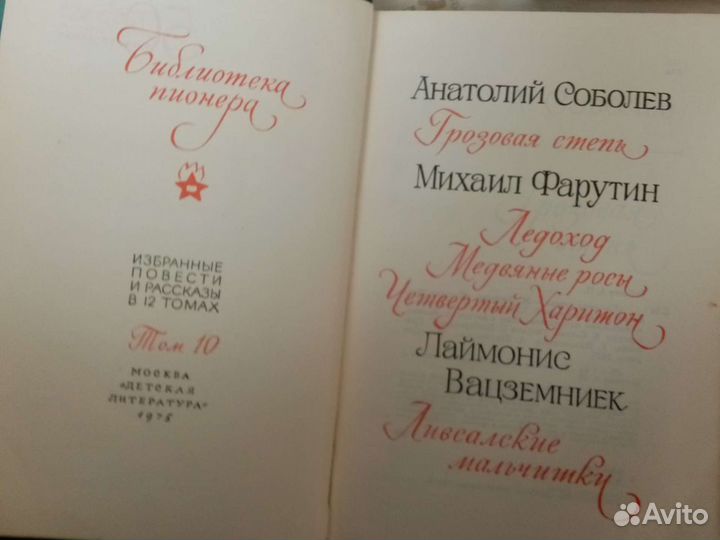 Библиотека
пионера
ИЗБРАННЫЕ
ПОВЕСТИ
И РАССКАЗЫ
В 12 ТОМАХ
Том 10
МОСКВА
"ДЕТСКАЯ
ЛИТЕРАТУРА"
1975
Анатолий Соболев
Грозовая степь
Михаил Фарутин
Ледоход
Медвяные росы
Четвертый Харитон
Лаймонис
Вацземниек
Ливсалские
мальчишки
Avito